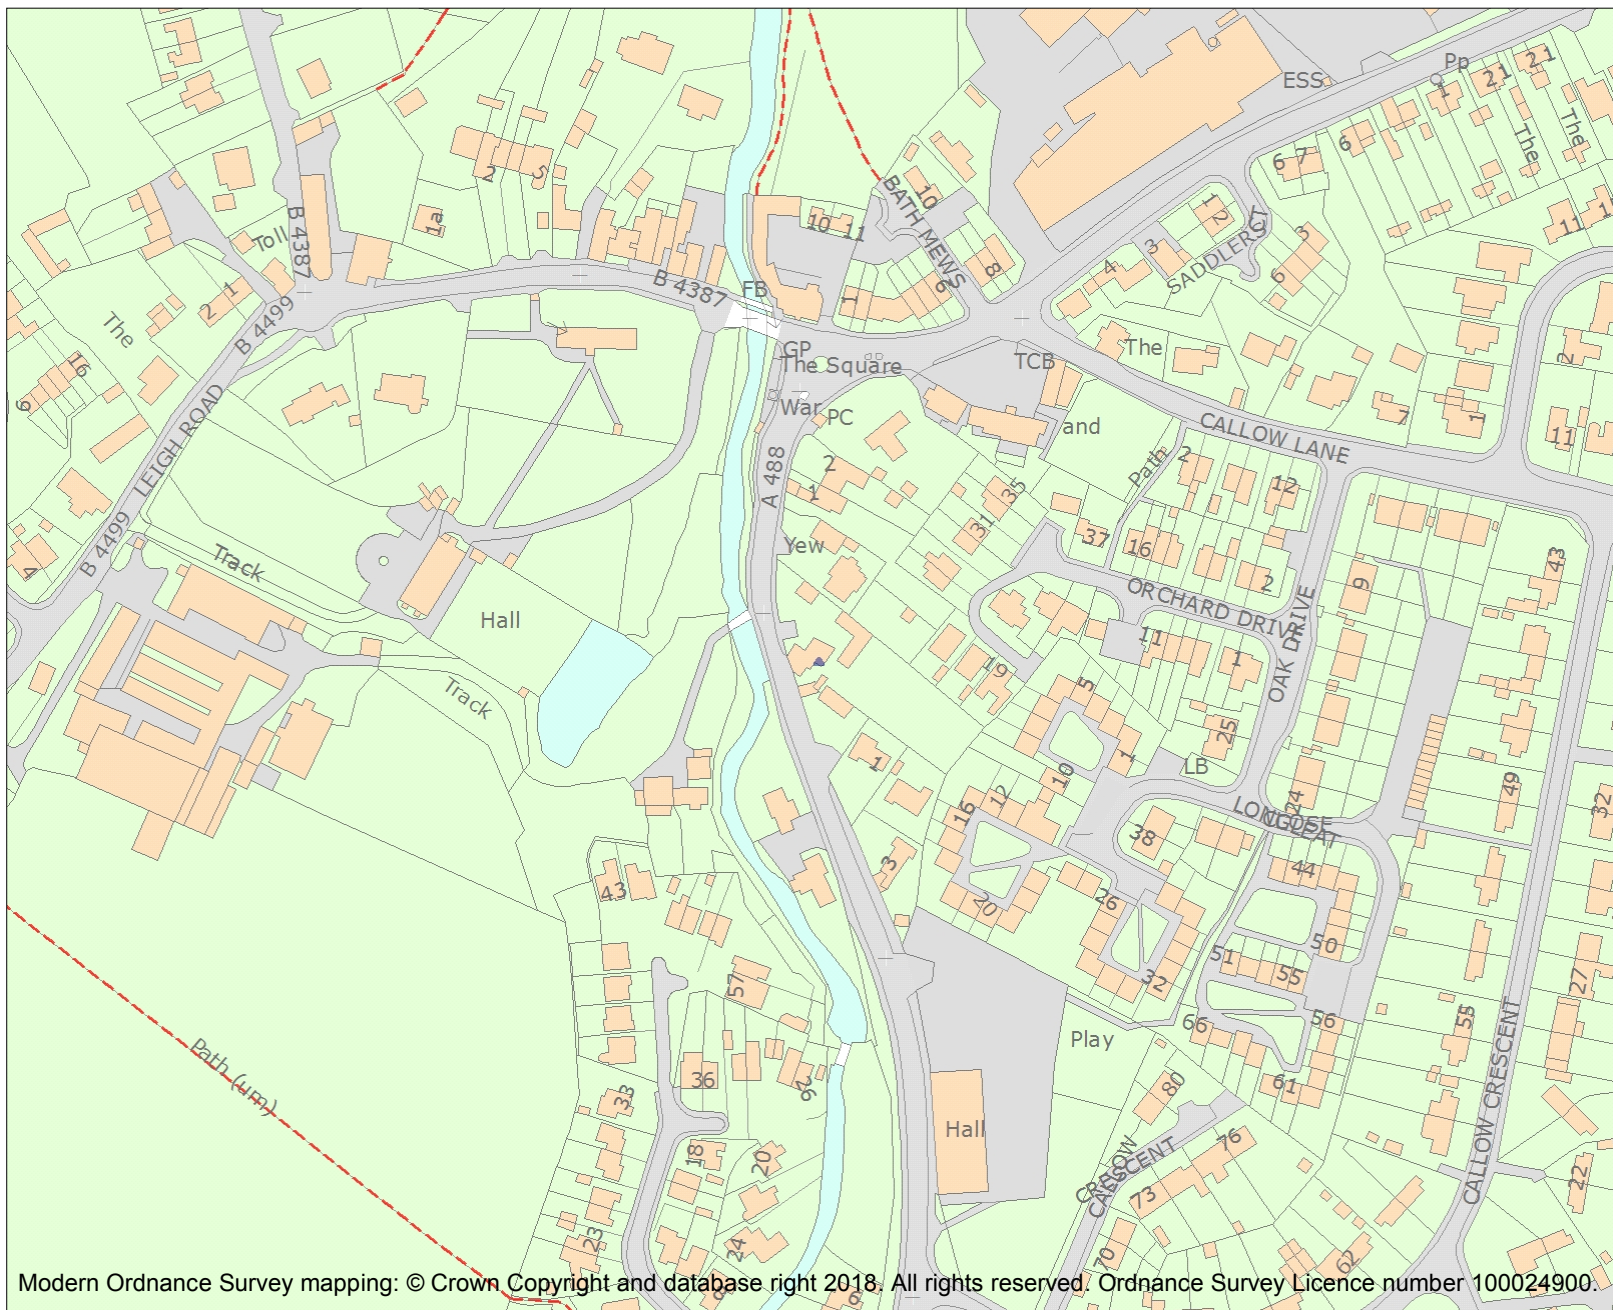 ESS
Pp
1
21
21
The
The
6
6 7
11
1
2
5
1a
Toll
B 4387
10
11
BATH MEWS
10
8
6
1
1 2
3
4
SADDLERS CT
3
6
2
1
B 4499
B 4387
FB
The
16
6
GP
The Square
War
PC
TCB
The
and
7
1
2
11
CALLOW LANE
LEIGH ROAD
B 4499
4
A 488
2
1
35
31
Path
2
12
37
16
2
Yew
Track
Hall
Track
ORCHARD DRIVE
OAK DRIVE
9
43
11
1
19
5
25
1
LB
10
12
16
1
3
20
38
24
LONGLEAT
CLOSE
49
32
44
26
50
51
55
32
56
66
61
27
55
CALLOW CRESCENT
43
57
36
26
33
18
20
24
23
Path (um)
Play
Hall
80
76
73
70
CALLOW
CRESCENT
62
22
8
6
Modern Ordnance Survey mapping: © Crown Copyright and database right 2018. All rights reserved. Ordnance Survey Licence number 100024900.